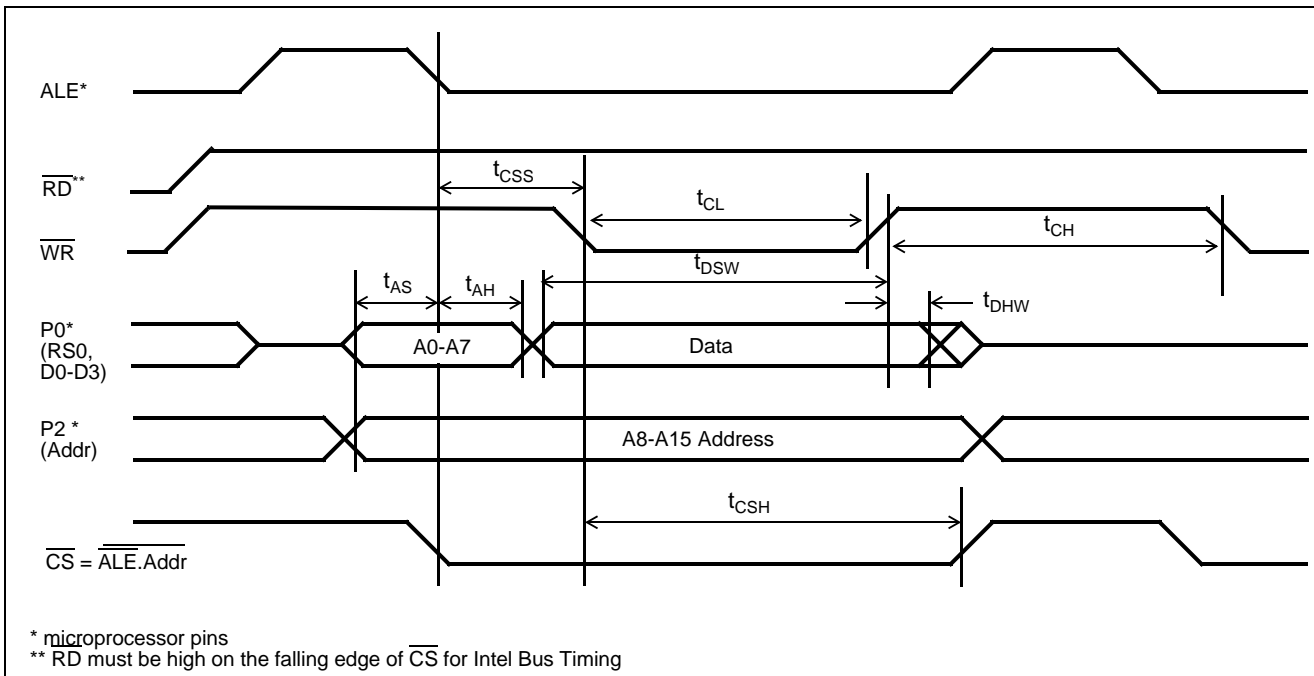 ALE*
RD**
tCSS
tCL
WR
tCH
tDSW
tAS
tAH
tDHW
P0*
(RS0,
D0-D3)
A0-A7
Data
P2 *
(Addr)
A8-A15 Address
tCSH
CS = ALE.Addr
* microprocessor pins
** RD must be high on the falling edge of CS for Intel Bus Timing